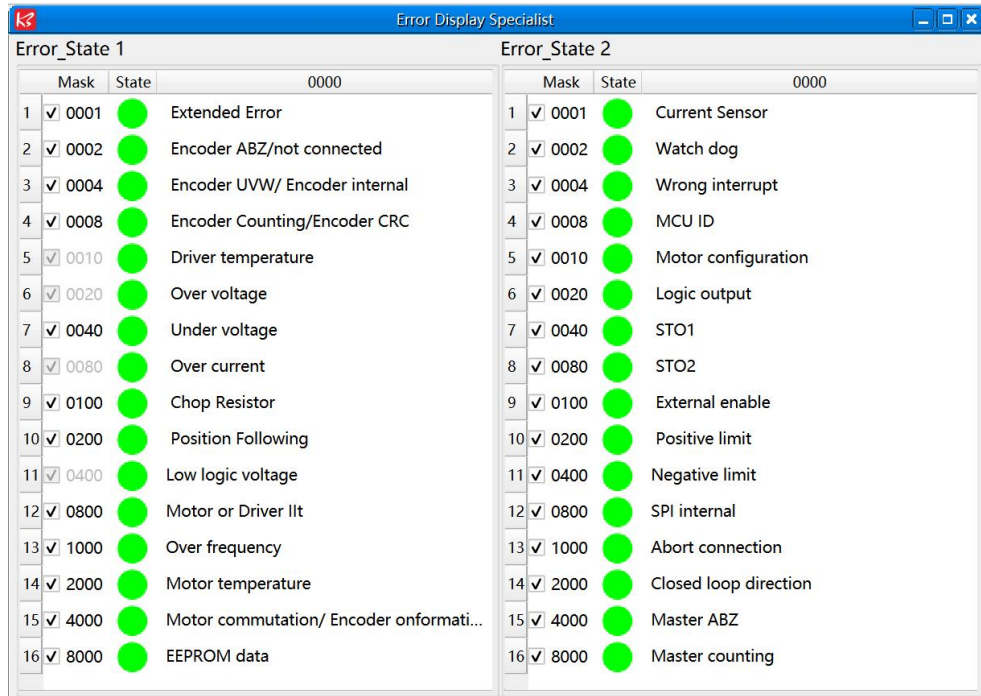 Error Display Specialist
Error_State 1
Mask State 0000
1 0001 Extended Error
2 0002 Encoder ABZ/not connected
3 0004 Encoder UVW/ Encoder internal
4 0008 Encoder Counting/Encoder CRC
5 0010 Driver temperature
6 0020 Over voltage
7 0040 Under voltage
8 0080 Over current
9 0100 Chop Resistor
10 0200 Position Following
11 0400 Low logic voltage
12 0800 Motor or Driver IIt
13 1000 Over frequency
14 2000 Motor temperature
15 4000 Motor commutation/ Encoder onformati...
16 8000 EEPROM data
Error_State 2
Mask State 0000
1 0001 Current Sensor
2 0002 Watch dog
3 0004 Wrong interrupt
4 0008 MCU ID
5 0010 Motor configuration
6 0020 Logic output
7 0040 STO1
8 0080 STO2
9 0100 External enable
10 0200 Positive limit
11 0400 Negative limit
12 0800 SPI internal
13 1000 Abort connection
14 2000 Closed loop direction
15 4000 Master ABZ
16 8000 Master counting